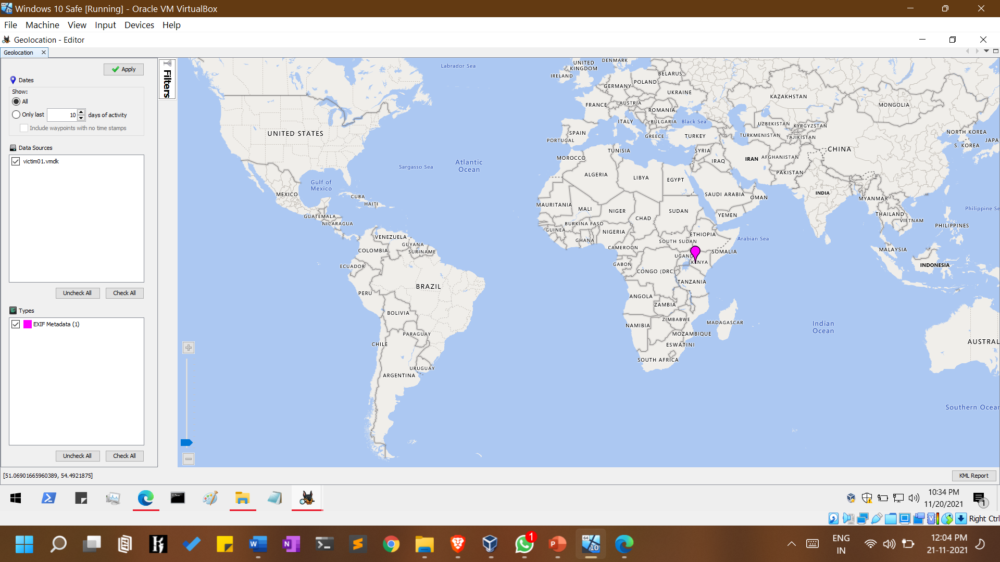 Windows 10 Safe [Running] - Oracle VM VirtualBox
File Machine View Input Devices Help
Geolocation - Editor
Geolocation
Apply
Filters
Dates
Show:
All
Only last 10 days of activity
Include waypoints with no time stamps
Data Sources
victim01.vmdk
Uncheck All Check All
Types
EXIF Metadata (1)
Uncheck All Check All
Labrador Sea
UNITED KINGDOM
DENMARK
IRELAND
BELARUS
POLAND
GERMANY
UKRAINE
KAZAKHSTAN
FRANCE
AUSTRIA
MONGOLIA
ROMANIA
ITALY
BULGARIA
Black Sea
UZBEKISTAN
KYRGYZSTAN
UNITED STATES
SPAIN
PORTUGAL
GREECE
TURKEY
TURKMENISTAN
TAJIKISTAN
NORTH KOREA
JAPA
S. KOREA
TUNISIA
SYRIA
CHINA
MOROCCO
IRAN
AFGHANISTAN
IRAQ
Atlantic
Ocean
Sargasso Sea
ALGERIA
LIBYA
EGYPT
PAKISTAN
Gulf of
Mexico
MEXICO
CUBA
HAITI
SAUDI ARABIA
OMAN
INDIA
MYANMAR
MAURITANIA
MALI
NIGER
CHAD
SUDAN
YEMEN
THAILAND
VIETNAM
Philippine Se
GUATEMALA
NICARAGUA
BURKINA FASO
GUINEA
NIGERIA
GHANA
ETHIOPIA
PHILIPPINES
VENEZUELA
GUYANA
SURINAME
COLOMBIA
CAMEROON
SOUTH SUDAN
Arabian Sea
SOMALIA
MALAYSIA
UGAND
KENYA
ECUADOR
GABON
CONGO (DRC)
INDONESIA
TANZANIA
BRAZIL
PERU
ANGOLA
ZAMBIA
BOLIVIA
ZIMBABWE
NAMIBIA
MADAGASCAR
MOZAMBIQUE
Indian
Ocean
PARAGUAY
CHILE
ESWATINI
AUSTRAL
SOUTH AFRICA
URUGUAY
ARGENTINA
Southern Ocean
[51.06901665960389, 54.4921875]
KML Report
10:34 PM
11/20/2021
1
Right Ctrl
1
ENG
IN
12:04 PM
21-11-2021